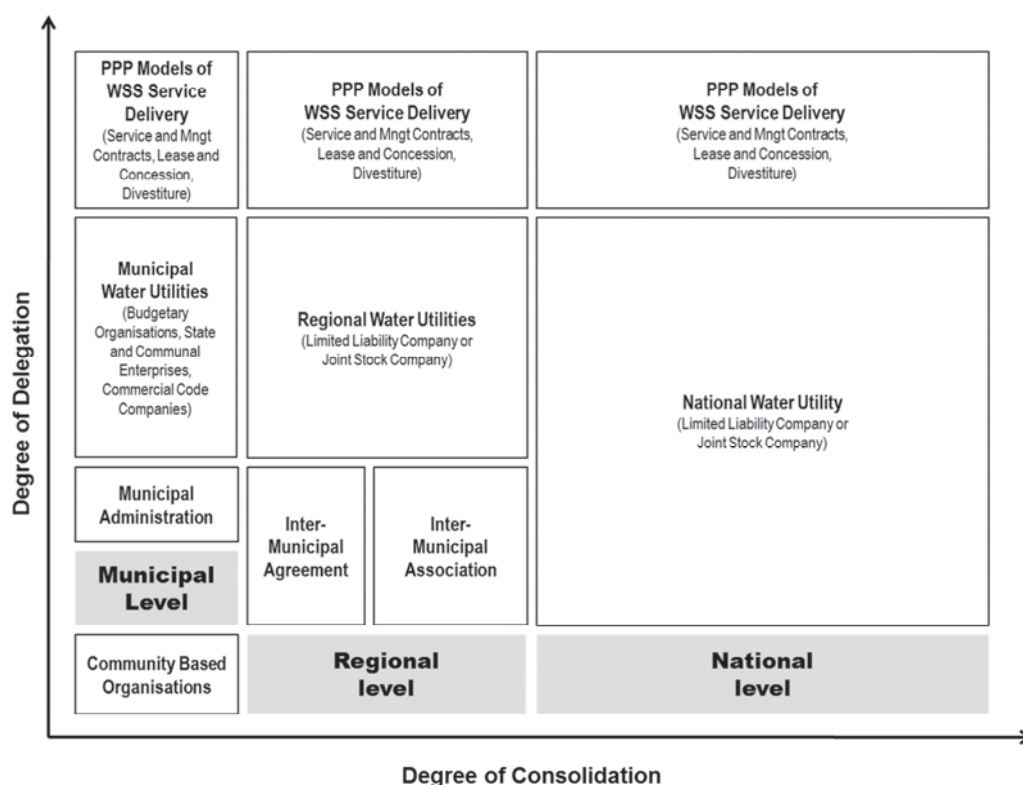 Degree of Delegation
PPP Models of
WSS Service
Delivery
(Service and Mngt
Contracts, Lease and
Concession,
Divestiture)
PPP Models of
WSS Service Delivery
(Service and Mngt Contracts,
Lease and Concession,
Divestiture)
PPP Models of
WSS Service Delivery
(Service and Mngt Contracts,
Lease and Concession,
Divestiture)
Municipal
Water Utilities
(Budgetary
Organisations, State
and Communal
Enterprises,
Commercial Code
Companies)
Regional Water Utilities
(Limited Liability Company or
Joint Stock Company)
National Water Utility
(Limited Liability Company or
Joint Stock Company)
Municipal
Administration
Inter-
Municipal
Agreement
Inter-
Municipal
Association
Municipal
Level
Community Based
Organisations
Regional
level
National
level
Degree of Consolidation